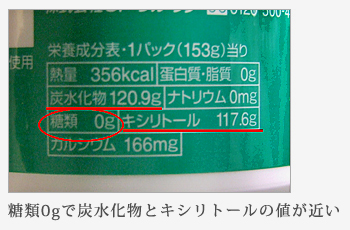 栄養成分表・1パック(153g)当り
使用
熱量 356kcal 蛋白質・脂質 0g
炭水化物 120.9g ナトリウム 0mg
糖類 0g キシリトール 117.6g
カルシウム 166mg
糖類0gで炭水化物とキシリトールの値が近い